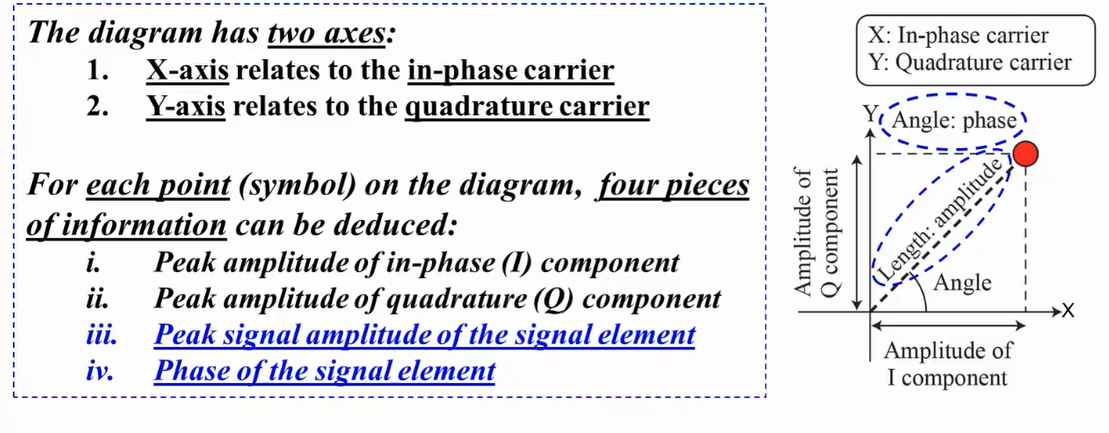 The diagram has two axes:
1. X-axis relates to the in-phase carrier
2. Y-axis relates to the quadrature carrier
For each point (symbol) on the diagram, four pieces
of information can be deduced:
i. Peak amplitude of in-phase (I) component
ii. Peak amplitude of quadrature (Q) component
iii. Peak signal amplitude of the signal element
iv. Phase of the signal element
X: In-phase carrier
Y: Quadrature carrier
Y
Angle: phase
Amplitude of
Q component
Length: amplitude
Angle
X
Amplitude of
I component